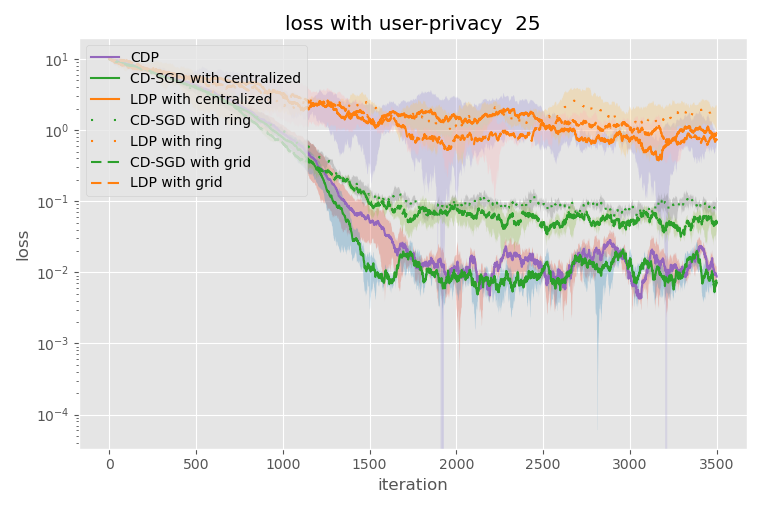 loss with user-privacy  25
CDP
CD-SGD with centralized
LDP with centralized
CD-SGD with ring
LDP with ring
CD-SGD with grid
LDP with grid
10¹
10⁰
10⁻¹
10⁻²
10⁻³
10⁻⁴
loss
0 500 1000 1500 2000 2500 3000 3500
iteration